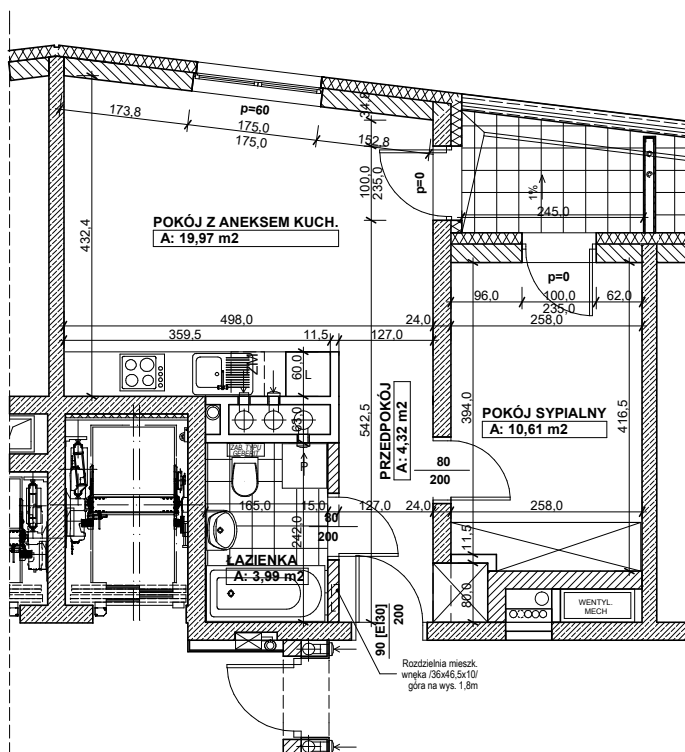 173,8
p=60
175,0
175,0
152,8
34,8
100,0
235,0
p=0
1%
245,0
432,4
POKÓJ Z ANEKSEM KUCH.
A: 19,97 m2
p=0
96,0
100,0
62,0
235,0
498,0
24,0
258,0
359,5
11,5
127,0
ZM
60,0
L
63,0
542,5
PRZEDPOKÓJ
A: 4,32 m2
394,0
POKÓJ SYPIALNY
A: 10,61 m2
416,5
ZAB. TYPU
GEBERIT
P
80
200
165,0
15,0
127,0
24,0
258,0
242,0
80
200
11,5
ŁAZIENKA
A: 3,99 m2
80,0
90 [EI30]
200
WENTYL.
MECH
Rozdzielnia mieszk.
wnęka /36x46,5x10/
góra na wys. 1,8m